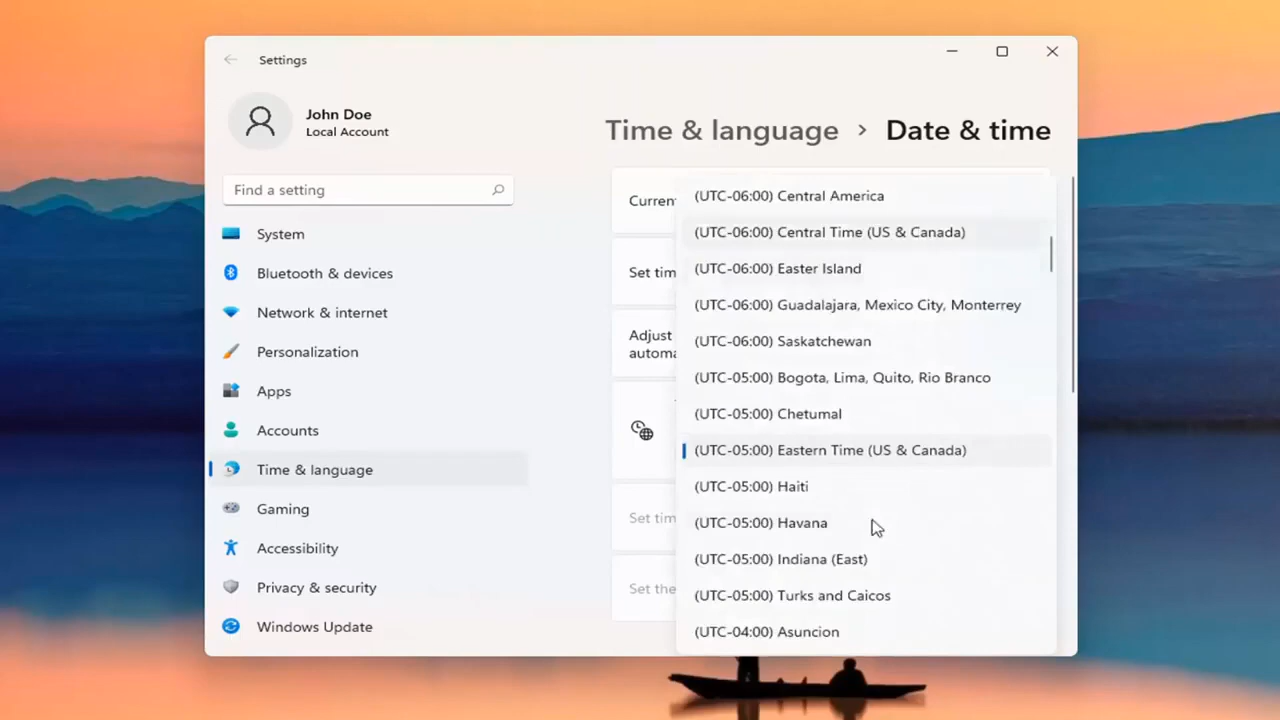 Settings
John Doe
Local Account
Find a setting
System
Bluetooth & devices
Network & internet
Personalization
Apps
Accounts
Time & language
Gaming
Accessibility
Privacy & security
Windows Update
Time & language > Date & time
Curren
Set tim
Adjust
automa
Set tim
Set the
(UTC-06:00) Central America
(UTC-06:00) Central Time (US & Canada)
(UTC-06:00) Easter Island
(UTC-06:00) Guadalajara, Mexico City, Monterrey
(UTC-06:00) Saskatchewan
(UTC-05:00) Bogota, Lima, Quito, Rio Branco
(UTC-05:00) Chetumal
(UTC-05:00) Eastern Time (US & Canada)
(UTC-05:00) Haiti
(UTC-05:00) Havana
(UTC-05:00) Indiana (East)
(UTC-05:00) Turks and Caicos
(UTC-04:00) Asuncion